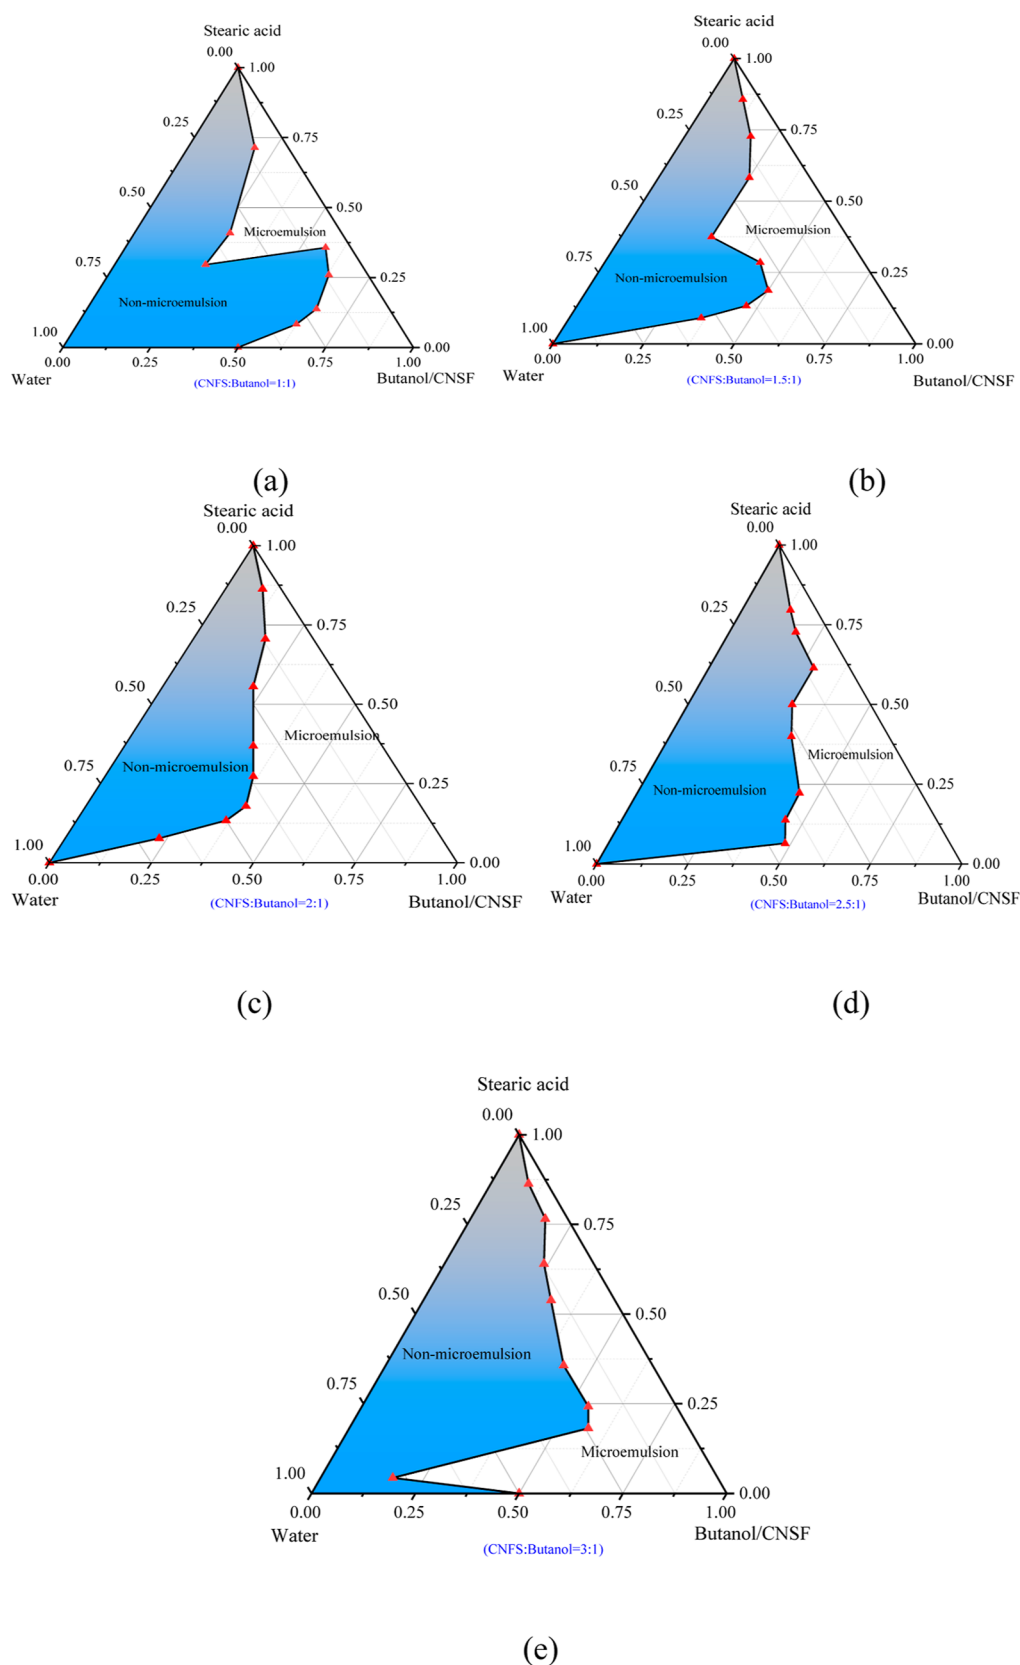 Stearic acid
0.00
1.00
0.25
0.75
0.50
0.50
Microemulsion
0.75
0.25
Non-microemulsion
1.00
0.00
0.00
0.25
0.50
0.75
1.00
Water
(CNFS:Butanol=1:1)
Butanol/CNSF
(a)
Stearic acid
0.00
1.00
0.25
0.75
0.50
0.50
Microemulsion
0.75
0.25
Non-microemulsion
1.00
0.00
0.00
0.25
0.50
0.75
1.00
Water
(CNFS:Butanol=1.5:1)
Butanol/CNSF
(b)
Stearic acid
0.00
1.00
0.25
0.75
0.50
0.50
Microemulsion
Non-microemulsion
0.75
0.25
1.00
0.00
0.00
0.25
0.50
0.75
1.00
Water
(CNFS:Butanol=2:1)
Butanol/CNSF
(c)
Stearic acid
0.00
1.00
0.25
0.75
0.50
0.50
Microemulsion
0.75
0.25
Non-microemulsion
1.00
0.00
0.00
0.25
0.50
0.75
1.00
Water
(CNFS:Butanol=2.5:1)
Butanol/CNSF
(d)
Stearic acid
0.00
1.00
0.25
0.75
0.50
0.50
Non-microemulsion
0.75
0.25
Microemulsion
1.00
0.00
0.00
0.25
0.50
0.75
1.00
Water
(CNFS:Butanol=3:1)
Butanol/CNSF
(e)